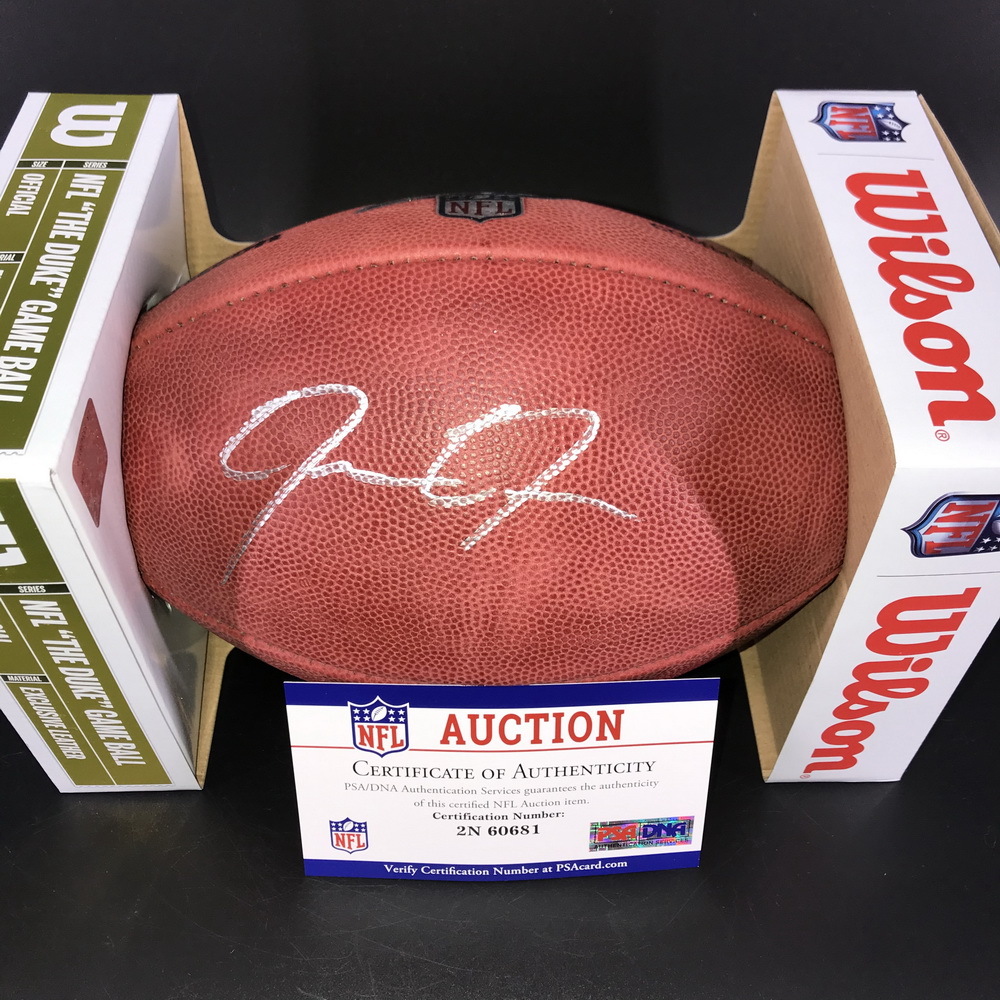 W
SIZE
OFFICIAL
SERIES
NFL "THE DUKE" GAME BALL
SERIES
NFL "THE DUKE" GAME BALL
MATERIAL
EXCLUSIVE LEATHER
NFL
NFL
Wilson®
NFL
Wilson®
NFL
AUCTION
CERTIFICATE OF AUTHENTICITY
PSA/DNA Authentication Services guarantees the authenticity
of this certified NFL Auction item.
Certification Number:
2N 60681
NFL
PSA DNA
AUTHENTICATION SERVICES
Verify Certification Number at PSAcard.com